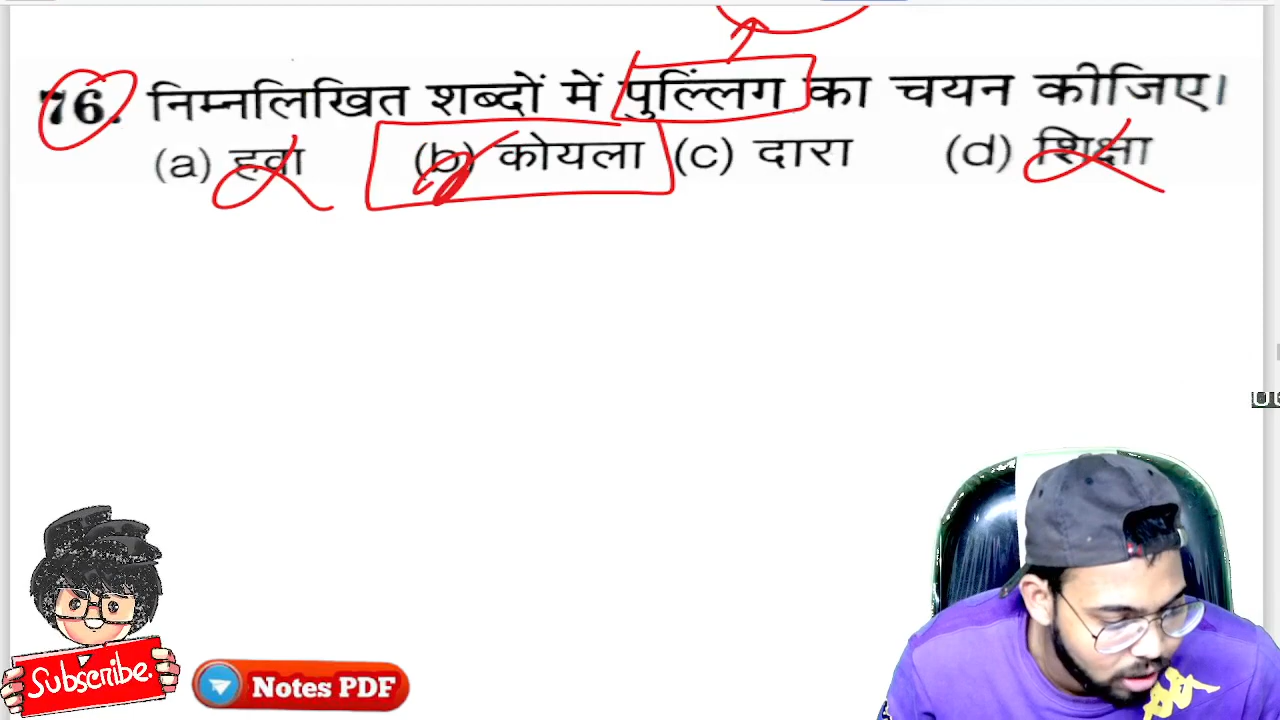 76. निम्नलिखित शब्दों में पुल्लिंग का चयन कीजिए।
(a) हवा (b) कोयला (c) दारा (d) शिक्षा
Subscribe.
Notes PDF